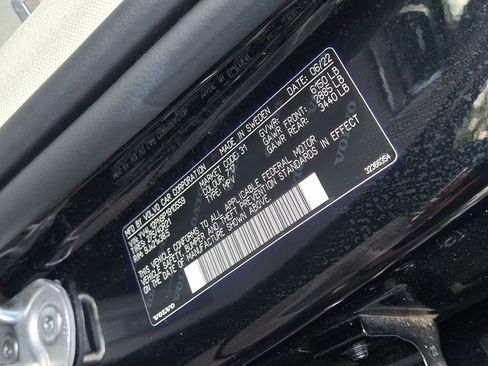 MFD BY VOLVO CAR CORPORATION
MADE IN SWEDEN
DATE: 06/22
MARKET CODE: 31
GVWR: 6150 LB
COLOUR: 717
GAWR FRONT: 2865 LB
TYPE: MPV
GAWR REAR: 3440 LB
THIS VEHICLE CONFORMS TO ALL APPLICABLE FEDERAL MOTOR
VEHICLE SAFETY, BUMPER AND THEFT PREVENTION STANDARDS IN EFFECT
ON THE DATE OF MANUFACTURE SHOWN ABOVE.
VOLVO
VOLVO